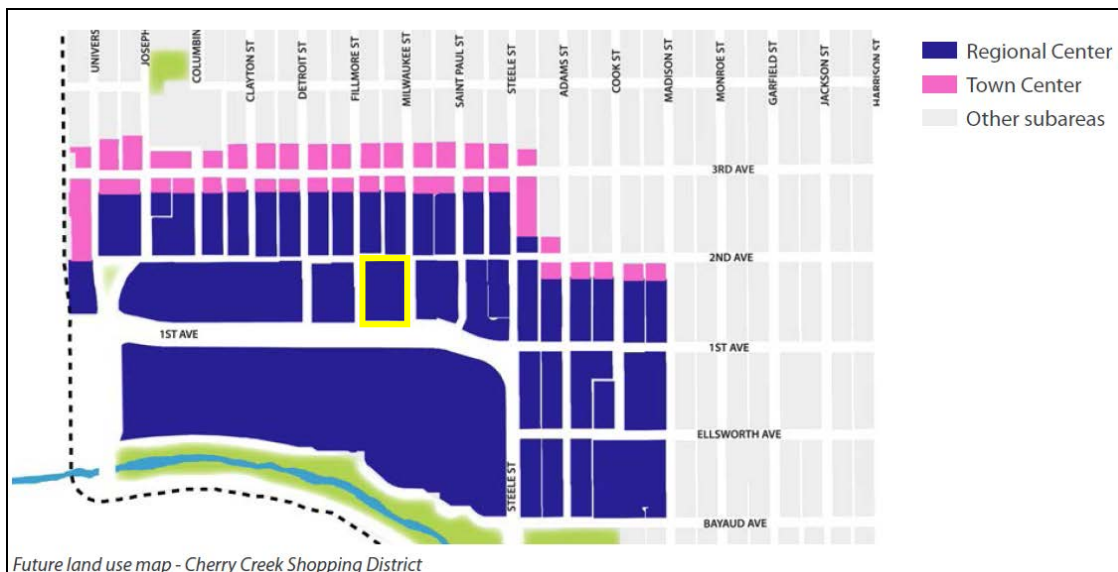 UNIVERS
JOSEPH
COLUMBIN
CLAYTON ST
DETROIT ST
FILLMORE ST
MILWAUKEE ST
SAINT PAUL ST
STEELE ST
ADAMS ST
COOK ST
MADISON ST
MONROE ST
GARFIELD ST
JACKSON ST
HARRISON ST
Regional Center
Town Center
Other subareas
3RD AVE
2ND AVE
1ST AVE
1ST AVE
ELLSWORTH AVE
STEELE ST
BAYAUD AVE
Future land use map - Cherry Creek Shopping District